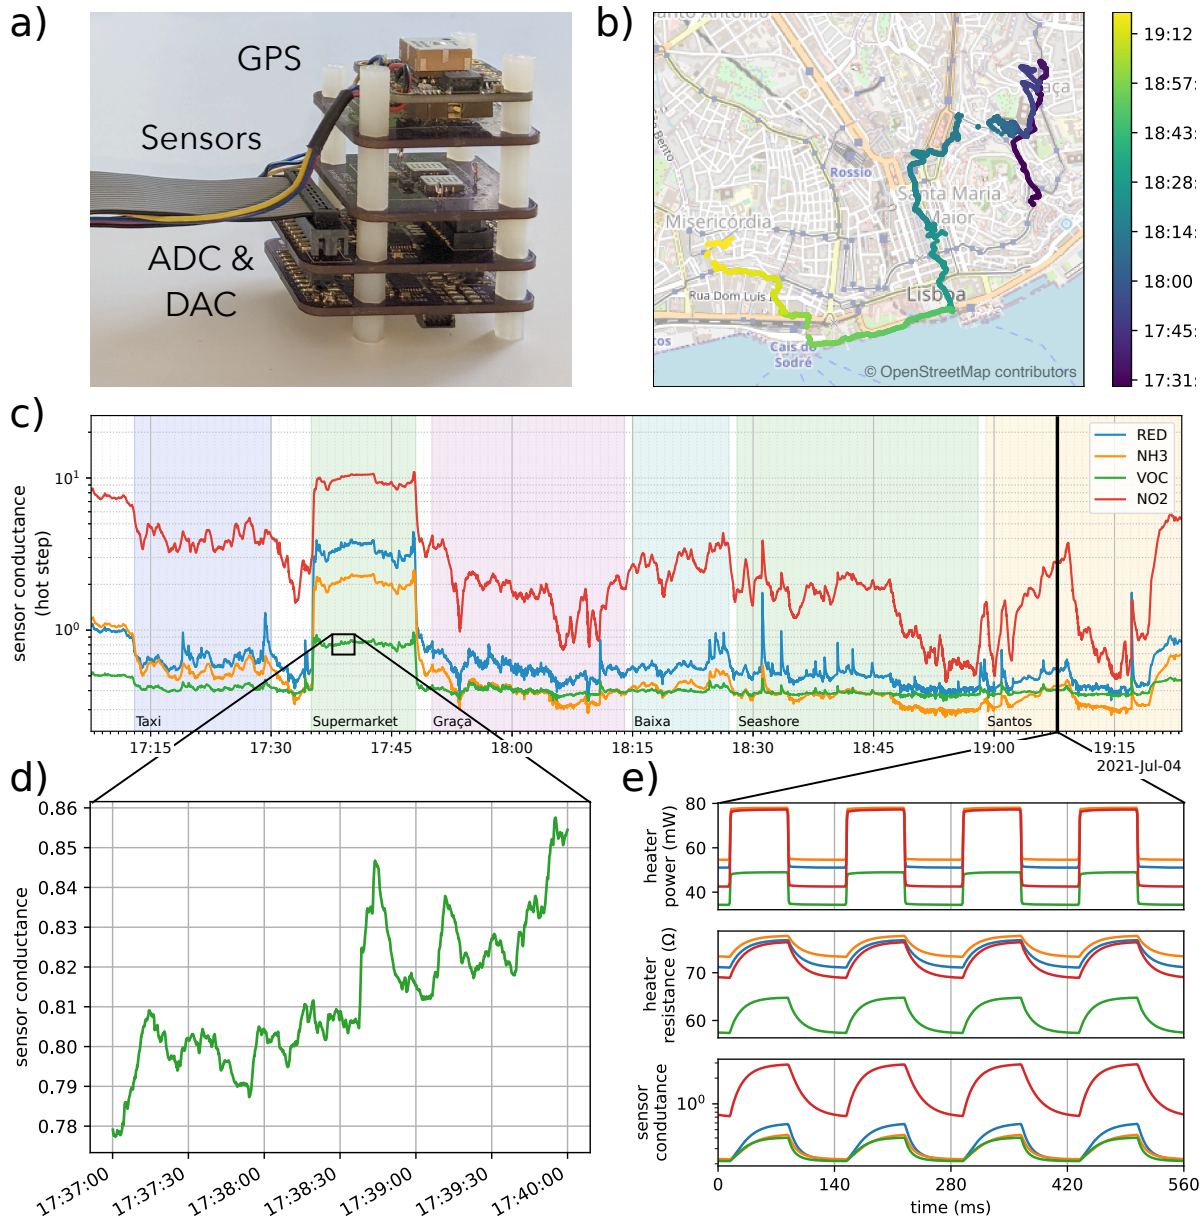 a)
GPS
Sensors
ADC &
DAC
b)
Santo António
Graça
Bento
Rossio
Santa Maria
Maior
Misericórdia
Rua Dom Luís I
Lisboa
Cais do
Sodré
© OpenStreetMap contributors
19:12
18:57:
18:43:
18:28:
18:14:
18:00
17:45:
17:31:
c)
sensor conductance
(hot step)
10¹
10⁰
RED
NH3
VOC
NO2
Taxi
Supermarket
Graça
Baixa
Seashore
Santos
17:15
17:30
17:45
18:00
18:15
18:30
18:45
19:00
19:15
2021-Jul-04
d)
sensor conductance
0.86
0.85
0.84
0.83
0.82
0.81
0.80
0.79
0.78
17:37:00
17:37:30
17:38:00
17:38:30
17:39:00
17:39:30
17:40:00
e)
heater
power (mW)
80
60
40
heater
resistance (Ω)
70
60
sensor
condutance
10⁰
0
140
280
420
560
time (ms)